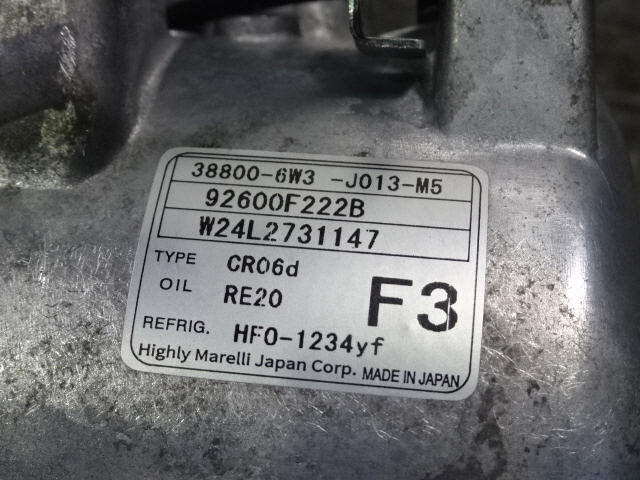 38800-6W3 -J013-M5
92600F222B
W24L2731147
TYPE CR06d
OIL RE20
F3
REFRIG. HFO-1234yf
Highly Marelli Japan Corp. MADE IN JAPAN